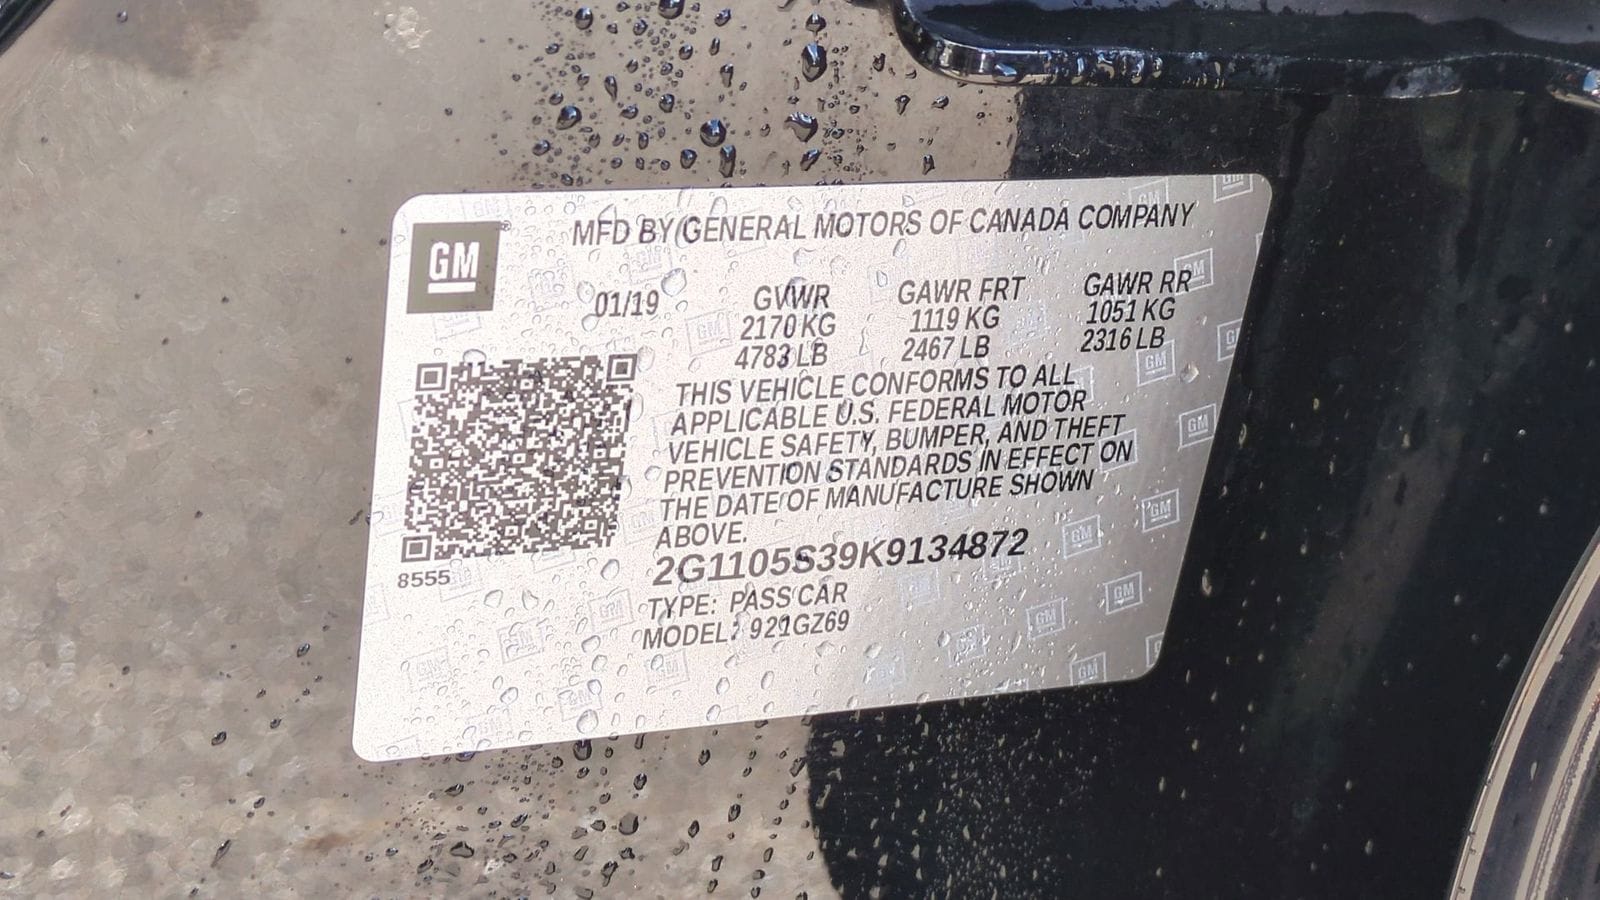 GM
MFD BY GENERAL MOTORS OF CANADA COMPANY
01/19 GVWR GAWR FRT GAWR RR
2170 KG 1119 KG 1051 KG
4783 LB 2467 LB 2316 LB
THIS VEHICLE CONFORMS TO ALL
APPLICABLE U.S. FEDERAL MOTOR
VEHICLE SAFETY, BUMPER, AND THEFT
PREVENTION STANDARDS IN EFFECT ON
THE DATE OF MANUFACTURE SHOWN
ABOVE.
8555
2G1105S39K9134872
TYPE: PASS CAR
MODEL: 921GZ69